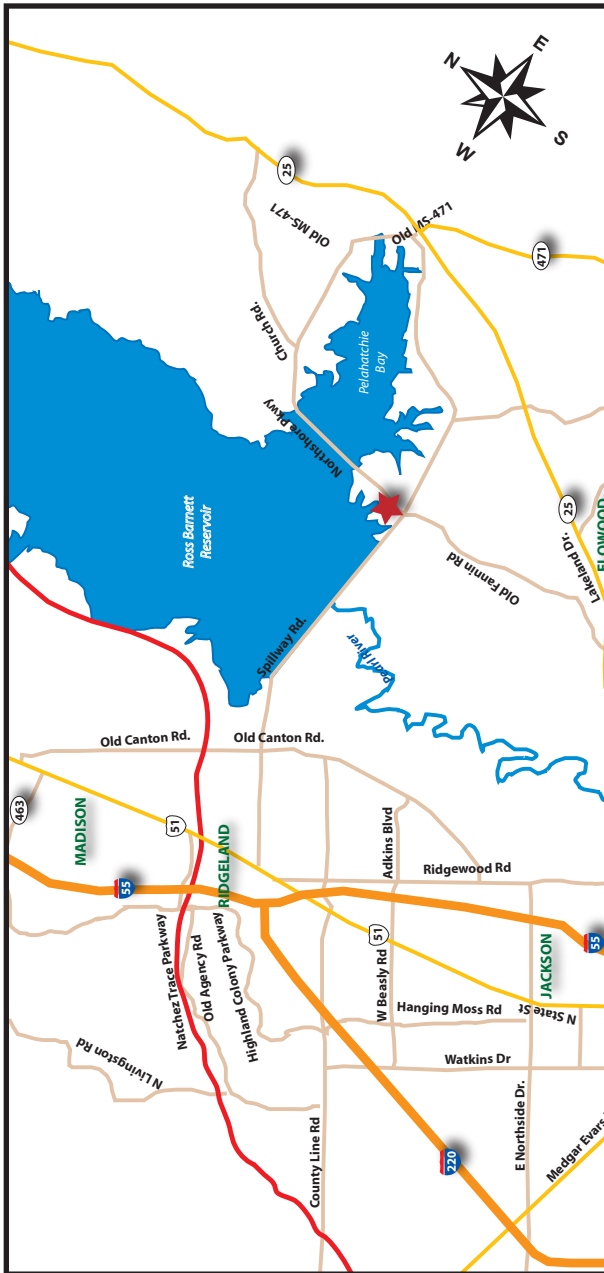 E
N
S
W
25
Old MS-471
Old MS-471
471
Church Rd.
Pelahatchie
Bay
Northshore Pkwy
Ross Barnett
Reservoir
25
Lakeland Dr.
FLOWOOD
Old Fannin Rd
Spillway Rd.
Pearl River
Old Canton Rd.
Old Canton Rd.
463
MADISON
51
RIDGELAND
Adkins Blvd
Ridgewood Rd
55
51
55
JACKSON
Natchez Trace Parkway
Old Agency Rd
Highland Colony Parkway
W Beasly Rd
Hanging Moss Rd
N State St
N Livingston Rd
Watkins Dr
County Line Rd
E Northside Dr.
220
Medgar Evars